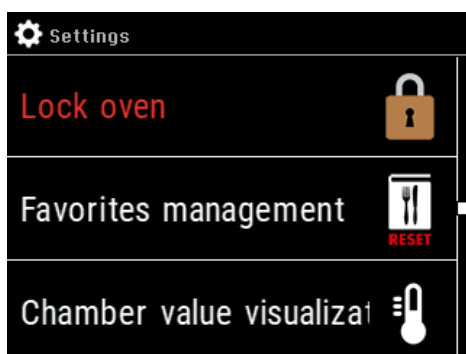 Settings
Lock oven
Favorites management
RESET
Chamber value visualizat